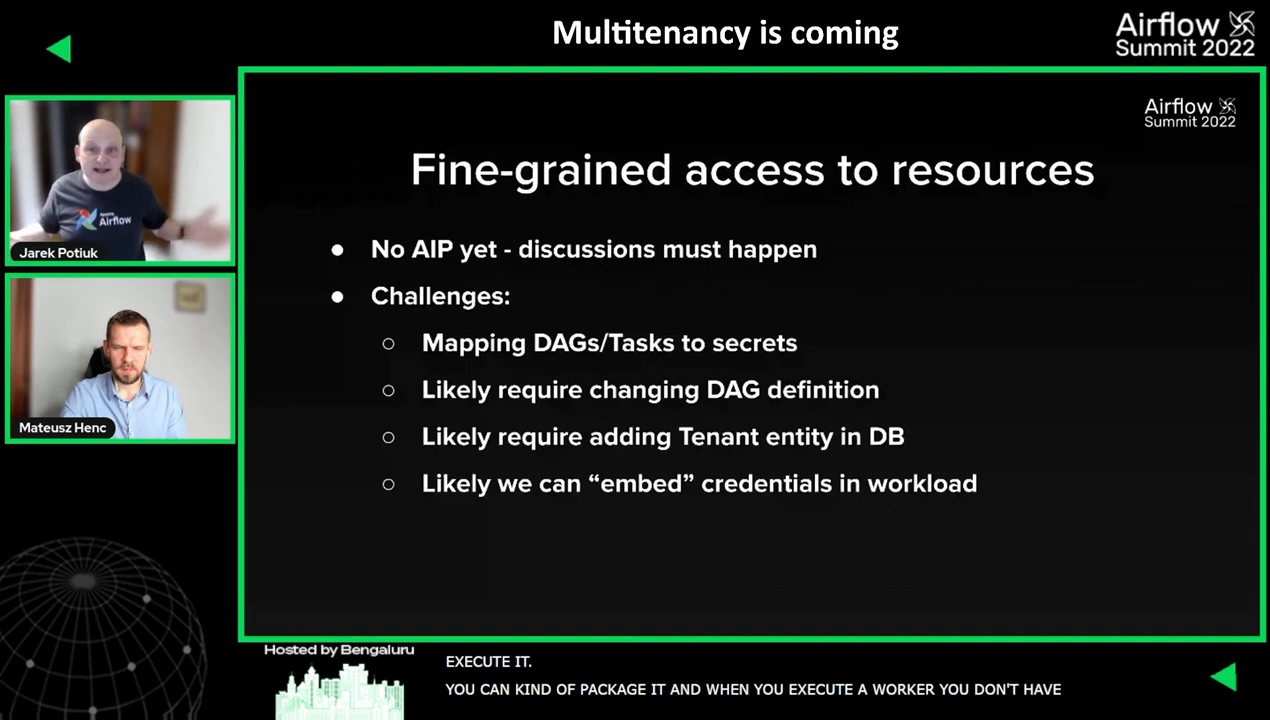 Multitenancy is coming
Airflow
Summit 2022
Airflow
Summit 2022
Fine-grained access to resources
● No AIP yet - discussions must happen
● Challenges:
○ Mapping DAGs/Tasks to secrets
○ Likely require changing DAG definition
○ Likely require adding Tenant entity in DB
○ Likely we can “embed” credentials in workload
Apache
Airflow
Jarek Potiuk
Mateusz Henc
Hosted by Bengaluru
EXECUTE IT.
YOU CAN KIND OF PACKAGE IT AND WHEN YOU EXECUTE A WORKER YOU DON'T HAVE